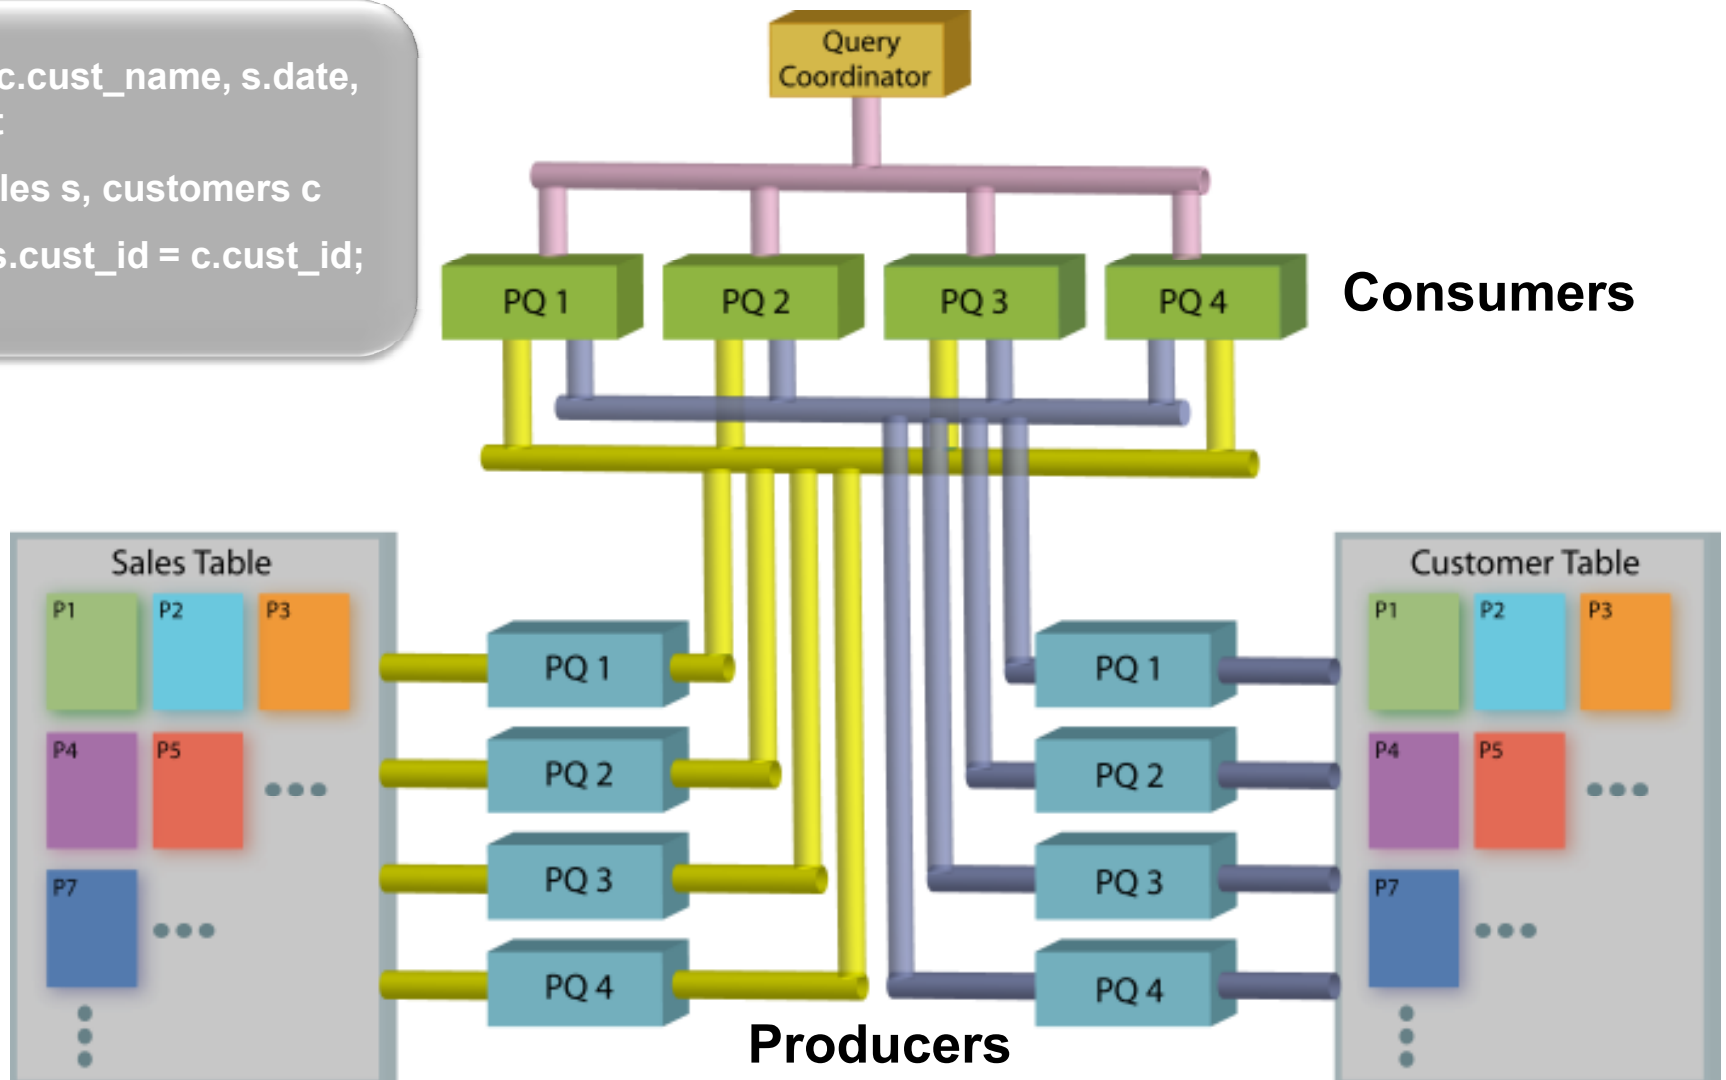 c.cust_name, s.date,
les s, customers c
s.cust_id = c.cust_id;
Query
Coordinator
PQ 1
PQ 2
PQ 3
PQ 4
Consumers
Sales Table
P1
P2
P3
P4
P5
P7
PQ 1
PQ 2
PQ 3
PQ 4
PQ 1
PQ 2
PQ 3
PQ 4
Producers
Customer Table
P1
P2
P3
P4
P5
P7